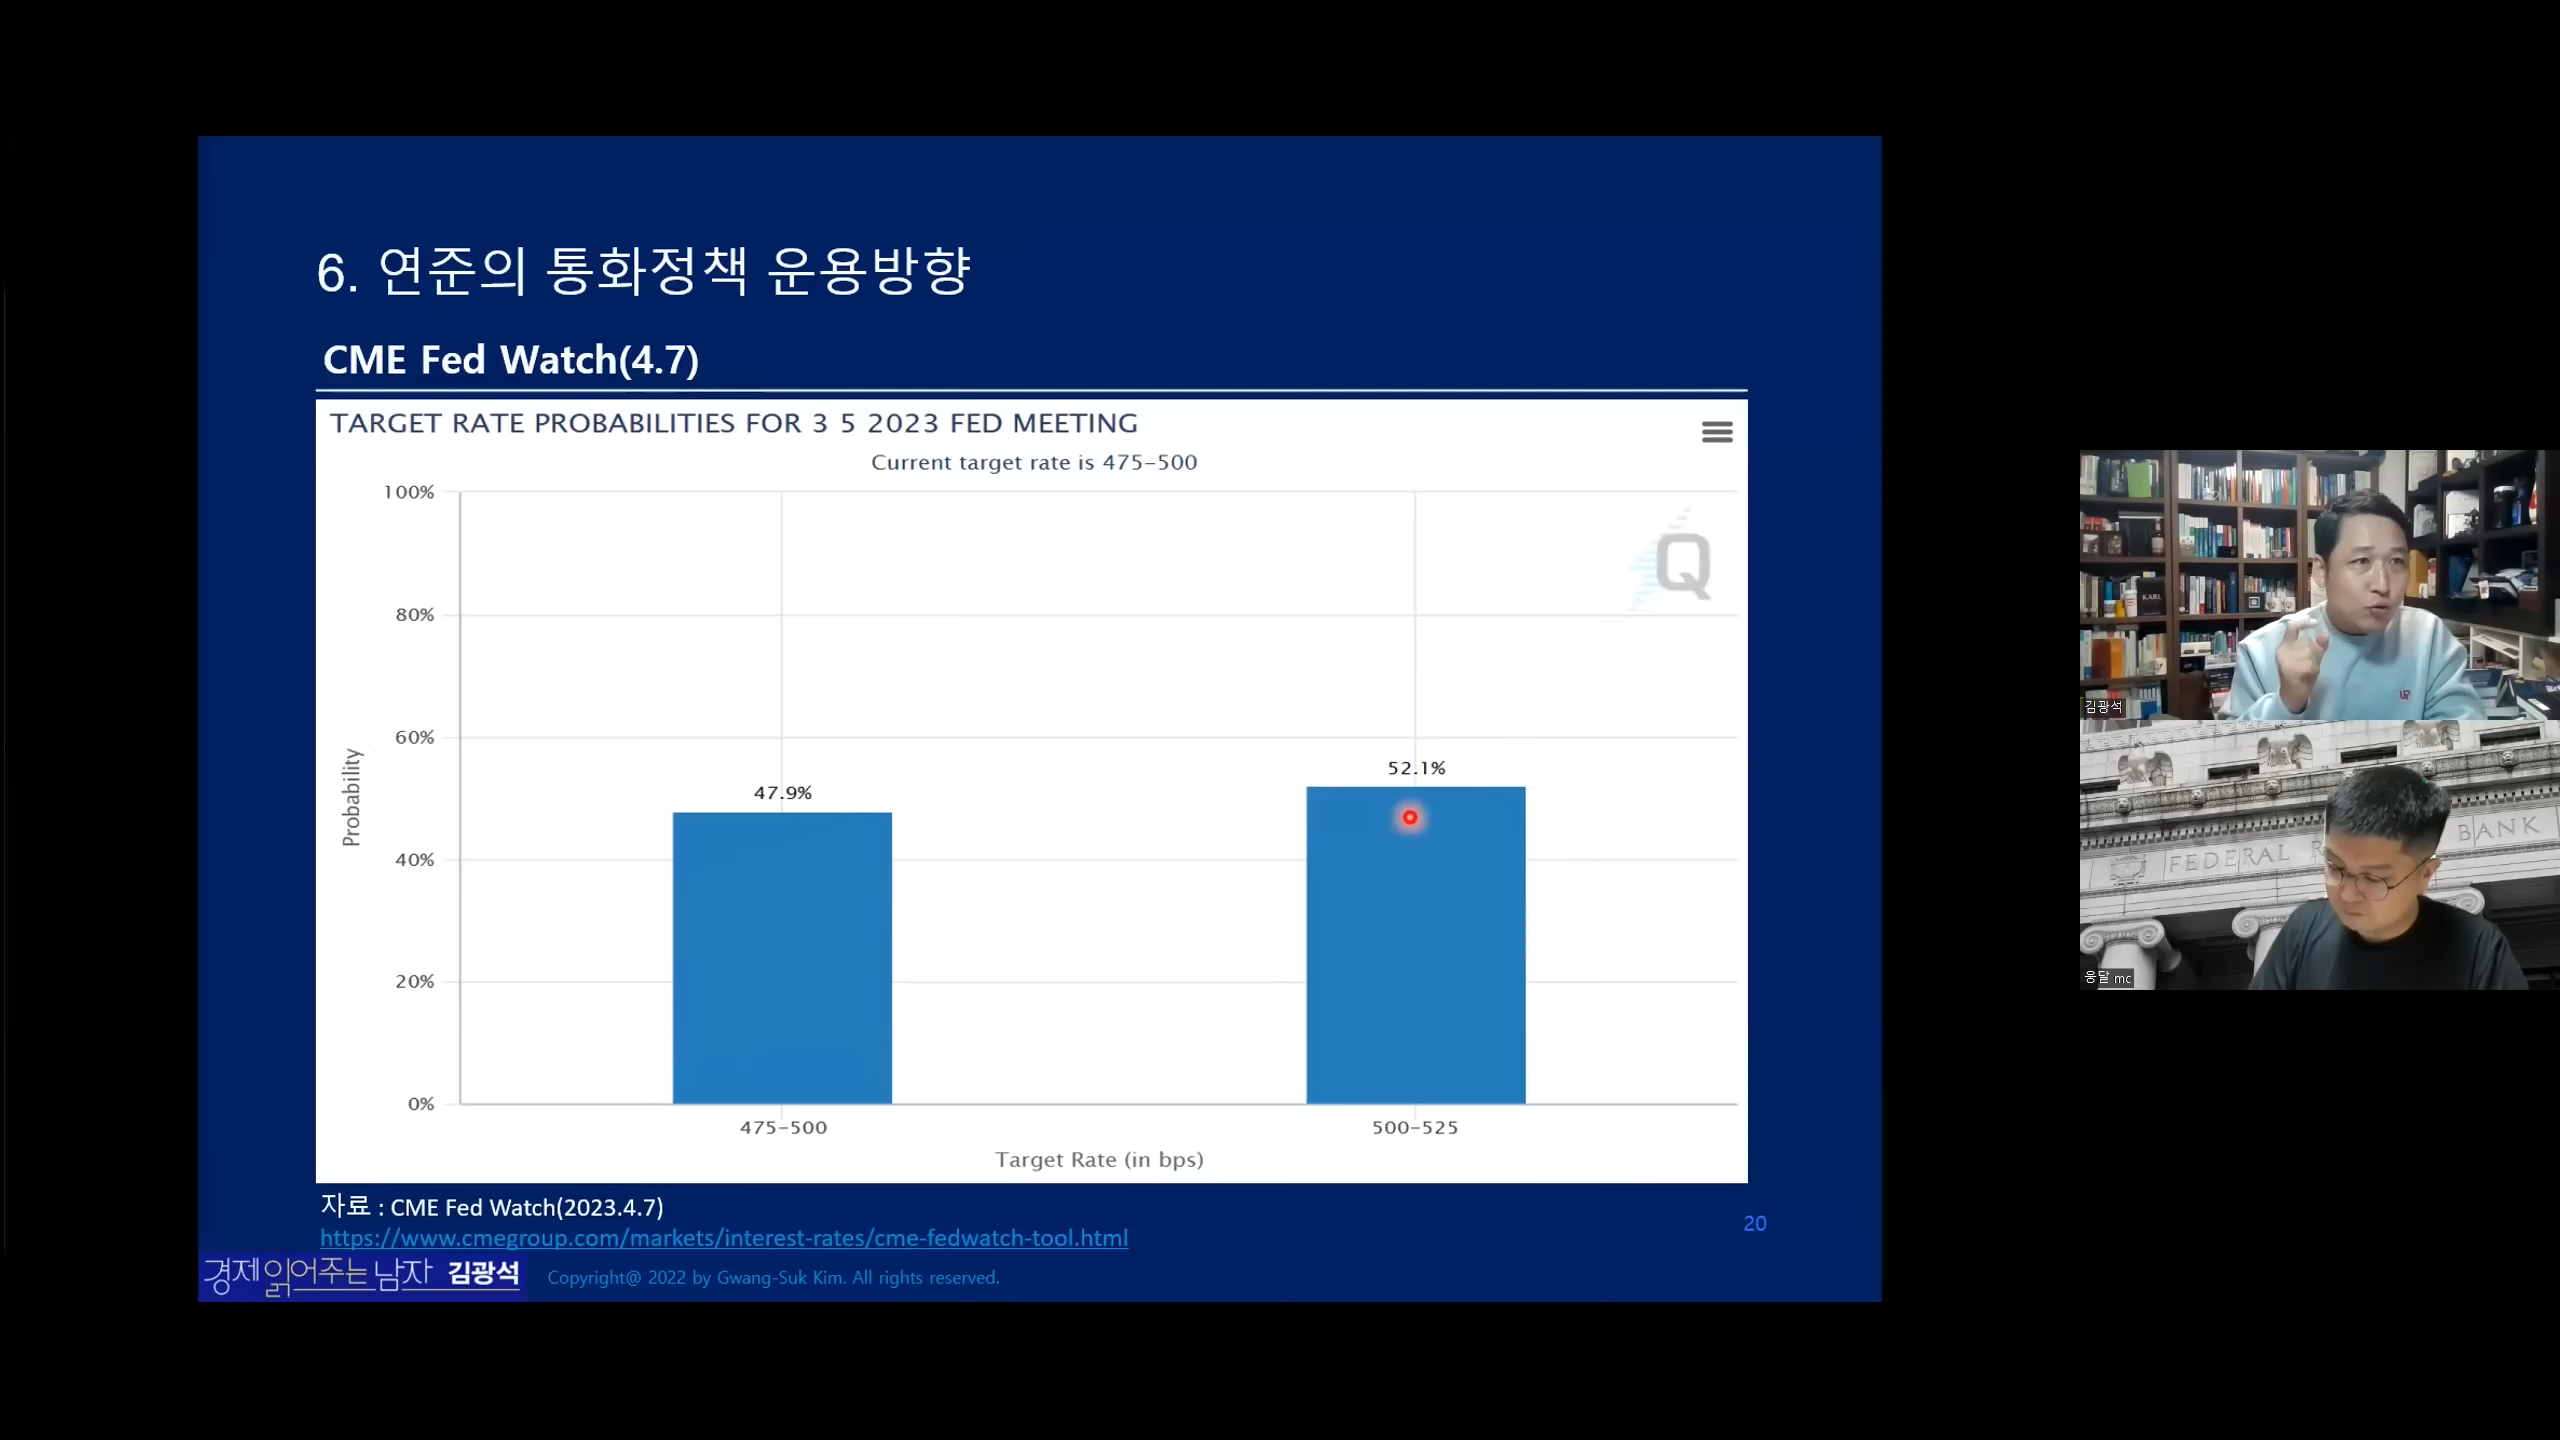 6. 연준의 통화정책 운용방향
CME Fed Watch(4.7)
TARGET RATE PROBABILITIES FOR 3 5 2023 FED MEETING
Current target rate is 475-500
Probability
100%
80%
60%
40%
20%
0%
47.9%
52.1%
475-500
500-525
Target Rate (in bps)
Q
자료 : CME Fed Watch(2023.4.7)
https://www.cmegroup.com/markets/interest-rates/cme-fedwatch-tool.html
20
경제 읽어주는 남자 김광석
Copyright@ 2022 by Gwang-Suk Kim. All rights reserved.
KARL
UP
김광석
FEDERAL
BANK
웅달 mc